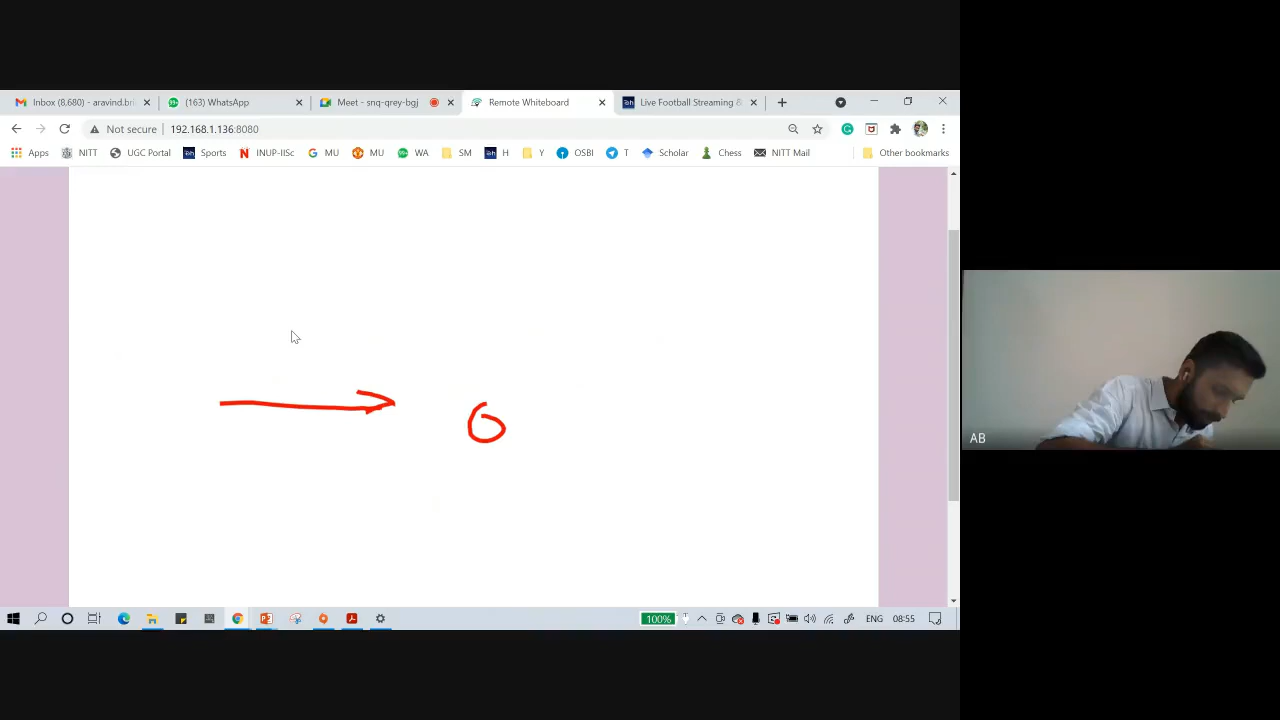 Inbox (8,680) - aravind.bri
(163) WhatsApp
Meet - snq-qrey-bgj
Remote Whiteboard
Live Football Streaming &
Not secure | 192.168.1.136:8080
Apps NITT UGC Portal Sports INUP-IISc MU MU WA SM H Y OSBI T Scholar Chess NITT Mail Other bookmarks
AB
100% ENG 08:55